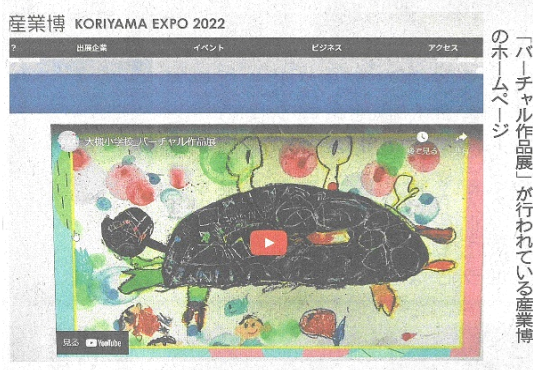 産業博 KORIYAMA EXPO 2022
?
出展企業
イベント
ビジネス
アクセス
「バーチャル作品展」が行われている産業博
のホームページ
大槻小学校_バーチャル作品展
後で見る
見る YouTube